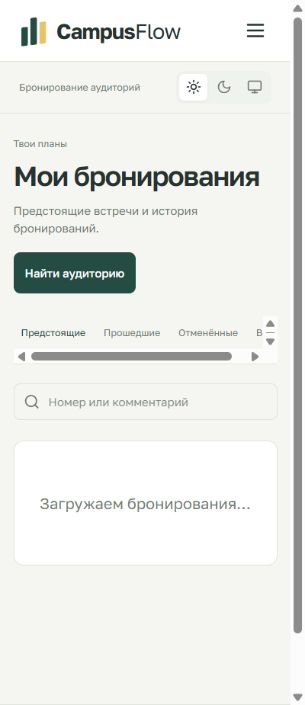 CampusFlow
Бронирование аудиторий
Твои планы
Мои бронирования
Предстоящие встречи и история
бронирований.
Найти аудиторию
Предстоящие Прошедшие Отменённые В
Номер или комментарий
Загружаем бронирования...